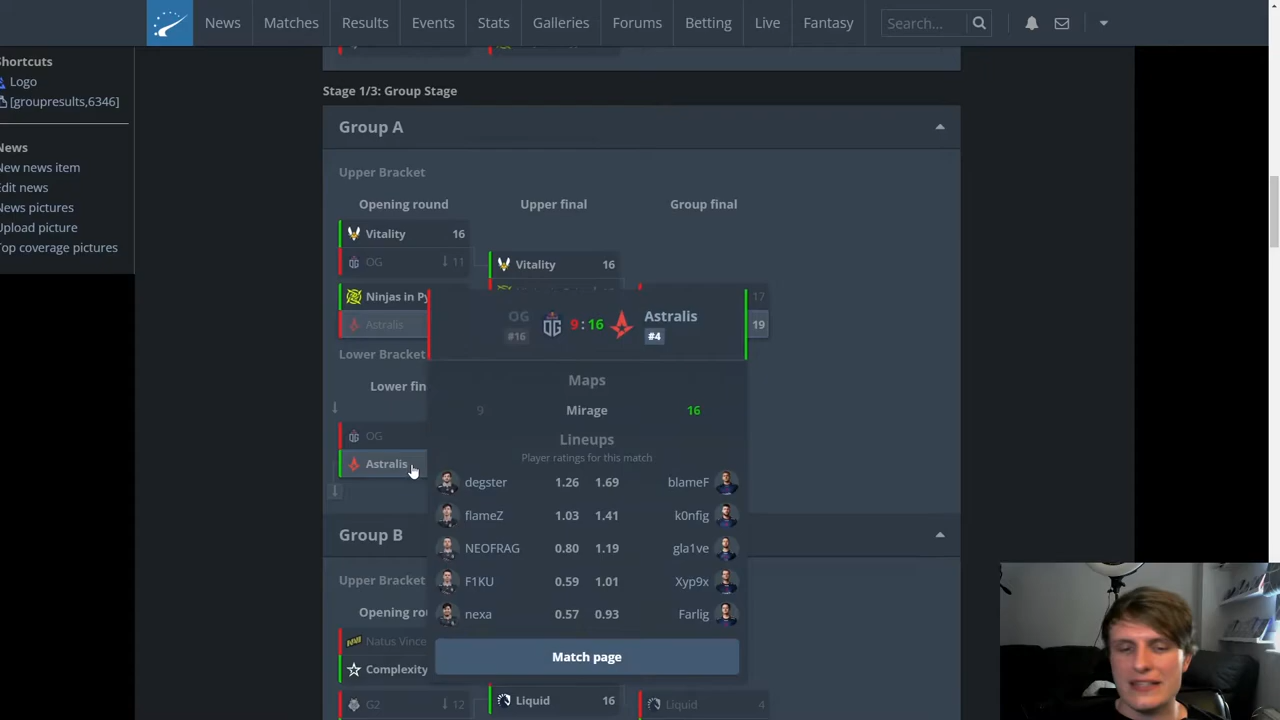 News
Matches
Results
Events
Stats
Galleries
Forums
Betting
Live
Fantasy
Search...
Shortcuts
Logo
[groupresults,6346]
News
New news item
Edit news
News pictures
Upload picture
Top coverage pictures
Stage 1/3: Group Stage
Group A
Upper Bracket
Opening round
Upper final
Group final
Vitality 16
OG 11
Vitality 16
Ninjas in Py
17
Astralis
19
OG 9:16 Astralis
#16 #4
Lower Bracket
Lower fin
Maps
9 Mirage 16
OG
Astralis
Lineups
Player ratings for this match
degster 1.26 1.69 blameF
flameZ 1.03 1.41 k0nfig
NEOFRAG 0.80 1.19 gla1ve
F1KU 0.59 1.01 Xyp9x
nexa 0.57 0.93 Farlig
Match page
Group B
Upper Bracket
Opening rou
Natus Vince
Complexity
G2 12
Liquid 16
Liquid 4